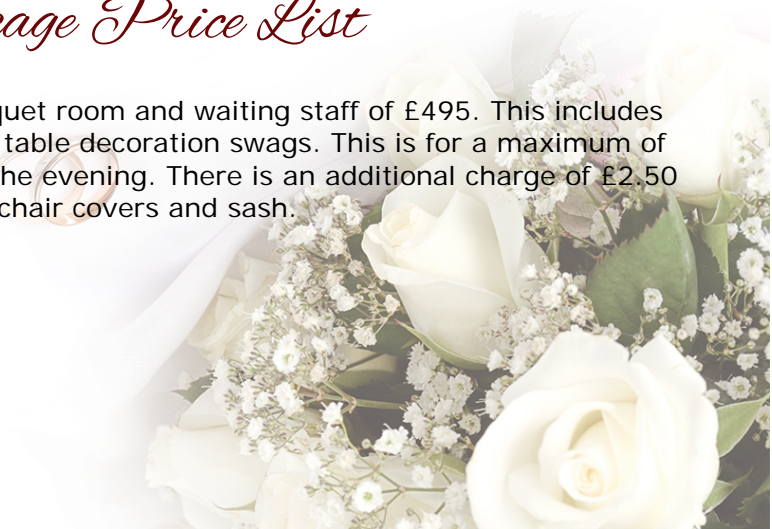 eage Price List
quet room and waiting staff of £495. This includes
table decoration swags. This is for a maximum of
he evening. There is an additional charge of £2.50
chair covers and sash.